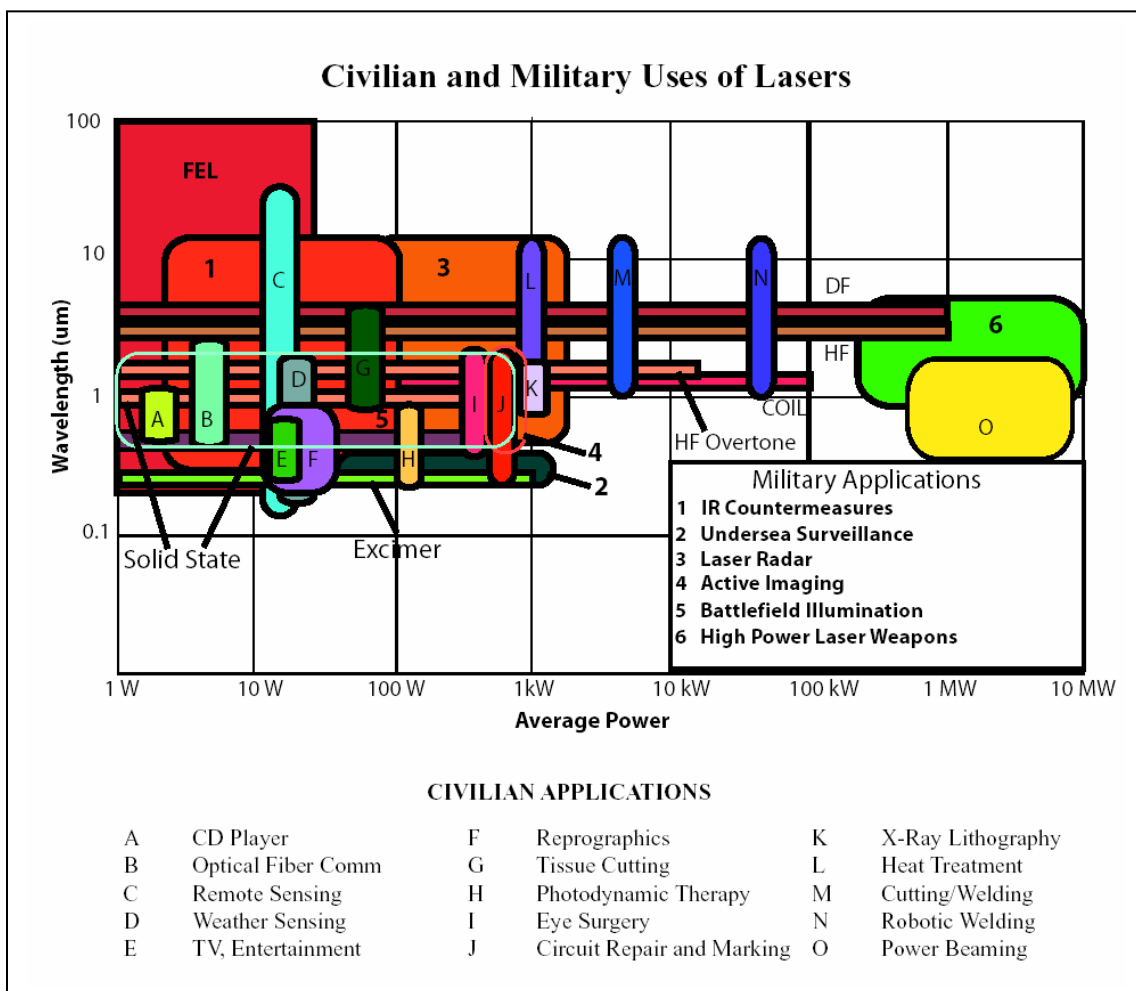 Civilian and Military Uses of Lasers
100
10
1
0.1
Wavelength (um)
FEL
1
3
C
L
M
N
DF
6
HF
G
D
K
A
B
I
J
5
COIL
O
HF Overtone
E
F
H
4
2
Solid State
Excimer
Military Applications
1 IR Countermeasures
2 Undersea Surveillance
3 Laser Radar
4 Active Imaging
5 Battlefield Illumination
6 High Power Laser Weapons
1 W 10 W 100 W 1kW 10 kW 100 kW 1 MW 10 MW
Average Power
CIVILIAN APPLICATIONS
A CD Player F Reprographics K X-Ray Lithography
B Optical Fiber Comm G Tissue Cutting L Heat Treatment
C Remote Sensing H Photodynamic Therapy M Cutting/Welding
D Weather Sensing I Eye Surgery N Robotic Welding
E TV, Entertainment J Circuit Repair and Marking O Power Beaming